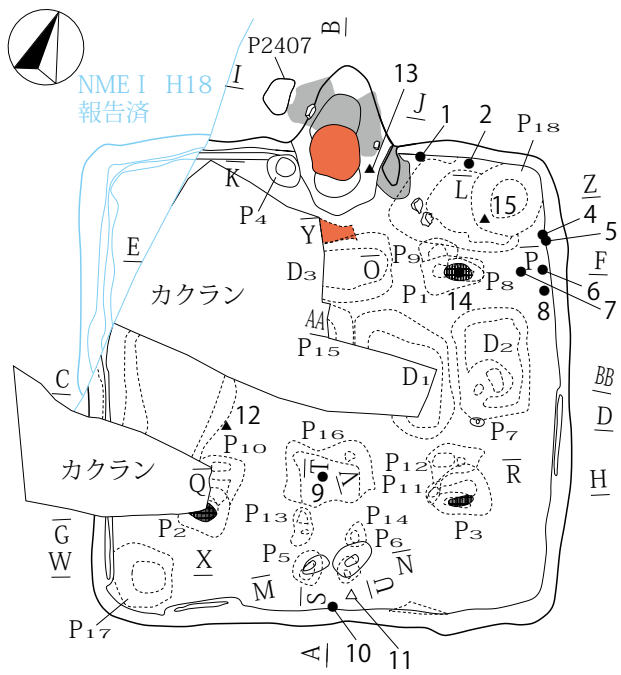 B
P2407
I
NME I H18
報告済
13
J
1
2
P18
K
P4
L
15
Z
4
5
Y
E
D3
O
P9
P
F
P1
P8
6
カクラン
14
8
7
AA
P15
D1
D2
BB
C
D
12
P7
P10
P16
カクラン
T
V
P12
R
Q
9
P11
H
P2
P13
P14
P3
G
W
P5
P6
N
X
M
S
U
P17
A
10
11